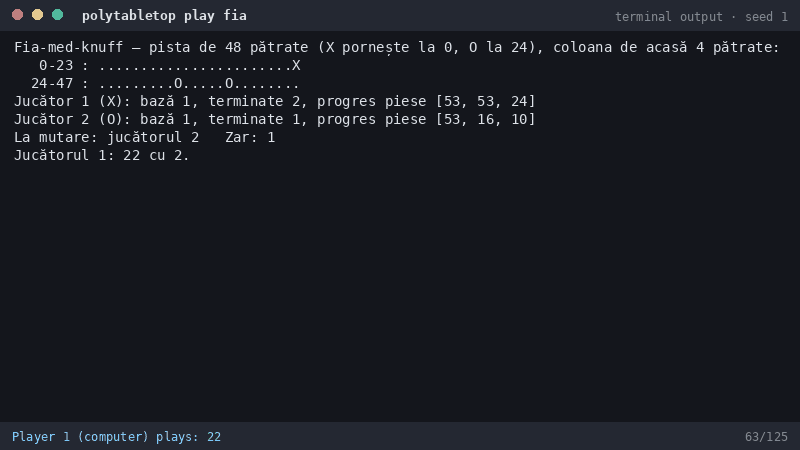 polytabletop play fia
terminal output · seed 1
Fia-med-knuff — pista de 48 pătrate (X pornește la 0, O la 24), coloana de acasă 4 pătrate:
0-23 : .......................X
24-47 : .........O.....O........
Jucător 1 (X): bază 1, terminate 2, progres piese [53, 53, 24]
Jucător 2 (O): bază 1, terminate 1, progres piese [53, 16, 10]
La mutare: jucătorul 2   Zar: 1
Jucătorul 1: 22 cu 2.
Player 1 (computer) plays: 22
63/125